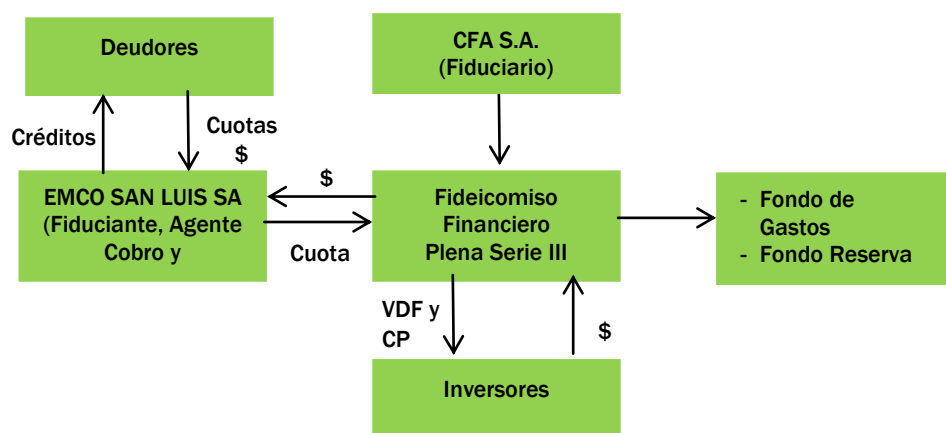 Deudores
CFA S.A.
(Fiduciario)
Créditos
Cuotas
$
EMCO SAN LUIS SA
(Fiduciante, Agente
Cobro y
$
Cuota
Fideicomiso
Financiero
Plena Serie III
- Fondo de
Gastos
- Fondo Reserva
VDF y
CP
$
Inversores